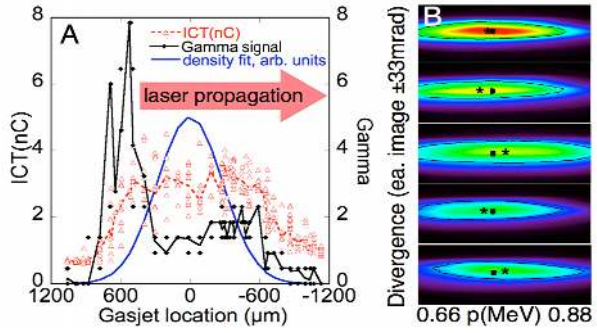 A
ICT(nC)
Gamma signal
density fit, arb. units
laser propagation
8
6
4
2
0
ICT(nC)
8
6
4
2
0
Gamma
1200 600 0 -600 -1200
Gasjet location (µm)
B
Divergence (ea. image ±33mrad)
0.66 p(MeV) 0.88